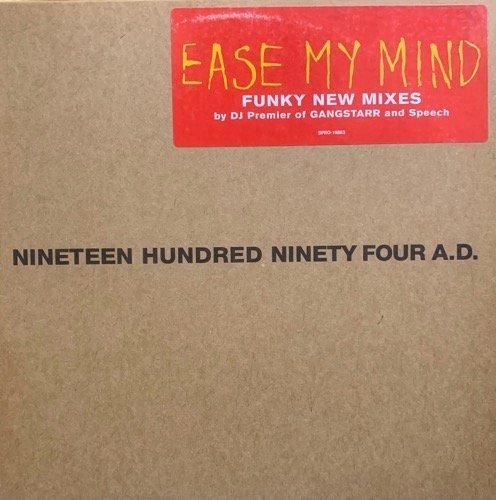 EASE MY MIND
FUNKY NEW MIXES
by DJ Premier of GANGSTARR and Speech
NINETEEN HUNDRED NINETY FOUR A.D.